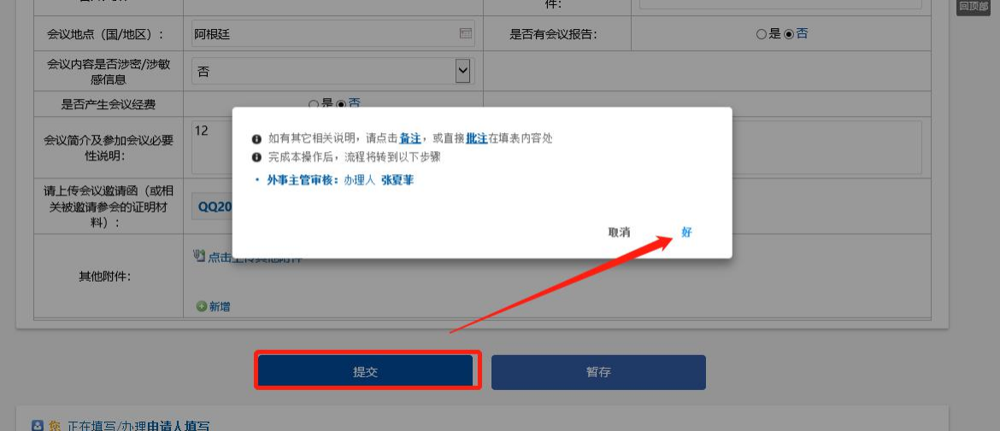 件：
回顶部
会议地点（国/地区）：
阿根廷
是否有会议报告：
是 否
会议内容是否涉密/涉敏
感信息
否
是否产生会议经费
是 否
会议简介及参加会议必要
性说明：
12
如有其它相关说明，请点击备注，或直接批注在填表内容处
完成本操作后，流程将转到以下步骤
外事主管审核：办理人 张夏菲
取消 好
请上传会议邀请函（或相
关被邀请参会的证明材
料）：
QQ20
点击上传其他附件
其他附件：
新增
提交
暂存
您 正在填写/办理申请人填写